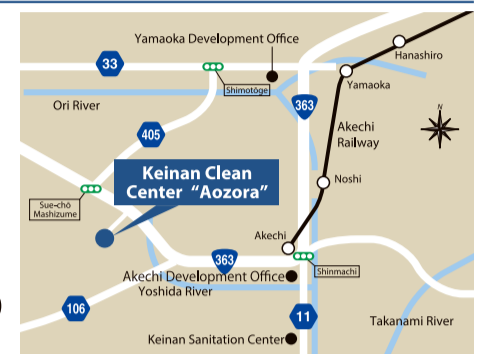 Yamaoka Development Office
Hanashiro
33
Shimotōge
Yamaoka
Ori River
363
405
Akechi
Railway
N
Keinan Clean
Center "Aozora"
Noshi
Sue-chō
Mashizume
Akechi
363
Shinmachi
Akechi Development Office
Yoshida River
106
11
Takanami River
Keinan Sanitation Center
)